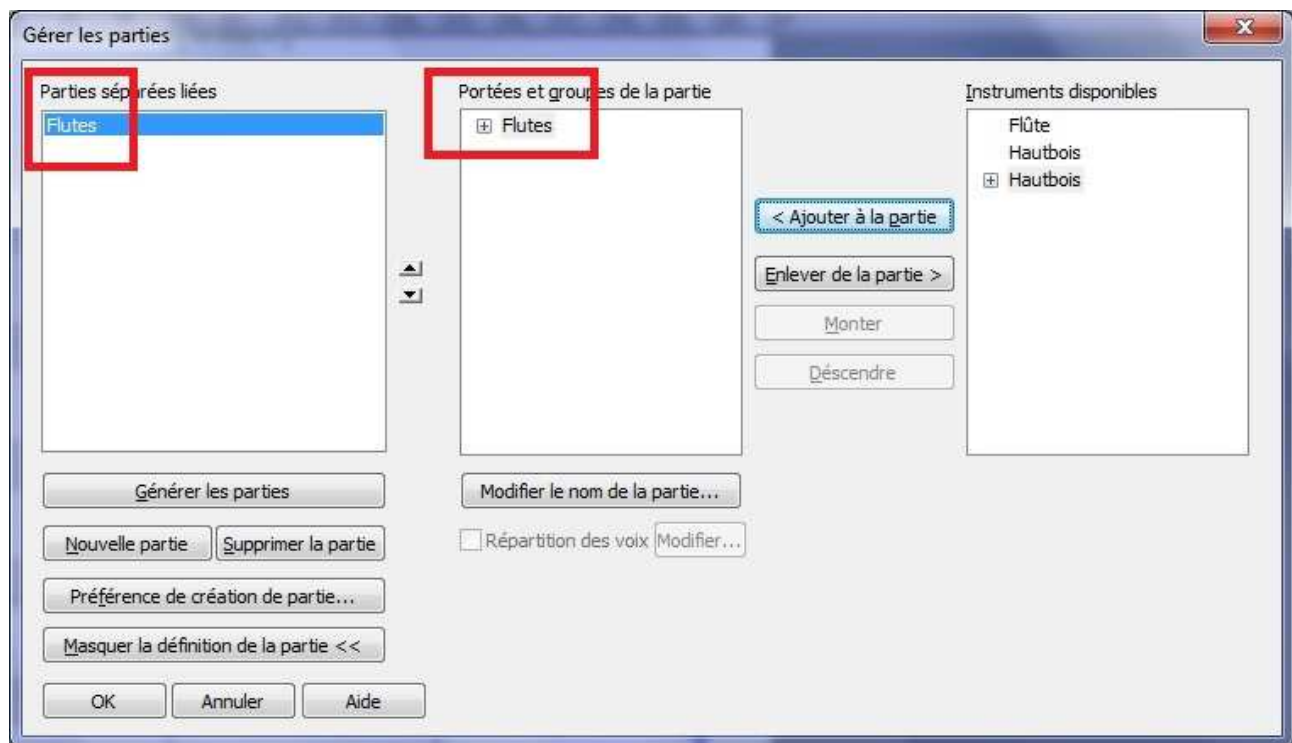 Gérer les parties
Parties séparées liées
Flutes
Portées et groupes de la partie
Flutes
Instruments disponibles
Flûte
Hautbois
Hautbois
< Ajouter à la partie
Enlever de la partie >
Monter
Déscendre
Générer les parties
Modifier le nom de la partie...
Nouvelle partie
Supprimer la partie
Répartition des voix
Modifier...
Préférence de création de partie...
Masquer la définition de la partie <<
OK
Annuler
Aide